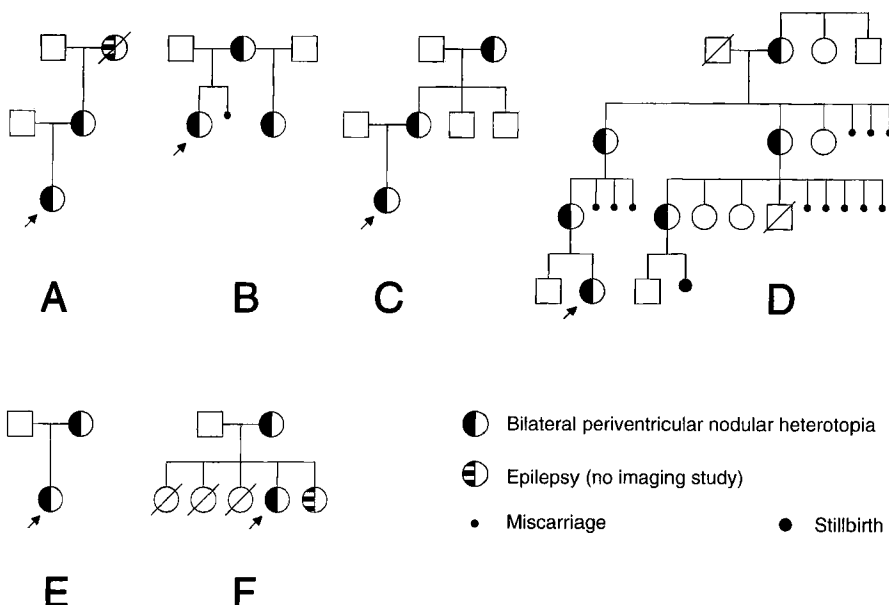 A
B
C
D
E
F
Bilateral periventricular nodular heterotopia
Epilepsy (no imaging study)
Miscarriage
Stillbirth